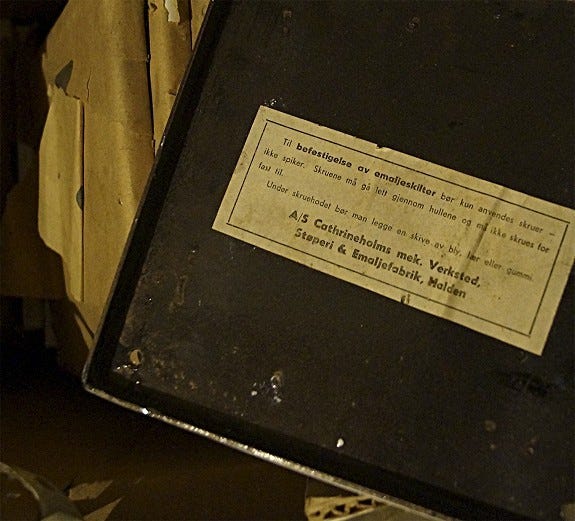 Til befestigelse av emaljeskilter bør kun anvendes skruer –
ikke spiker. Skruene må gå lett gjennom hullene og må ikke skrues for
fast til.
Under skruehodet bør man legge en skive av bly, lær eller gummi.
A/S Cathrineholms mek. Verksted,
Støperi & Emaljefabrik, Halden